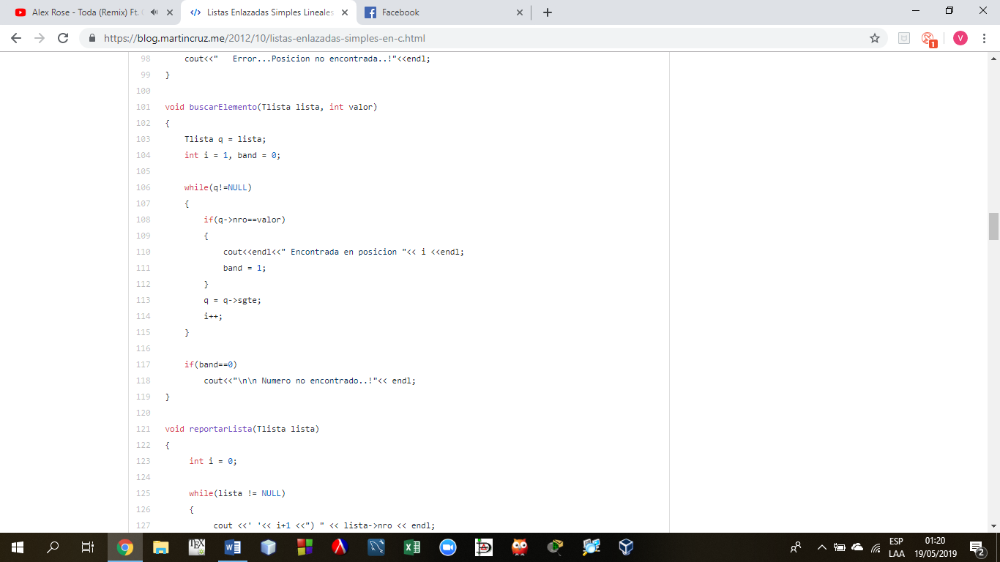 Alex Rose - Toda (Remix) Ft.
Listas Enlazadas Simples Lineales
Facebook
https://blog.martincruz.me/2012/10/listas-enlazadas-simples-en-c.html
1
V
98 cout<<"   Error...Posicion no encontrada..!"<<endl;
99 }
100
101 void buscarElemento(Tlista lista, int valor)
102 {
103     Tlista q = lista;
104     int i = 1, band = 0;
105
106     while(q!=NULL)
107     {
108         if(q->nro==valor)
109         {
110             cout<<endl<<" Encontrada en posicion "<< i <<endl;
111             band = 1;
112         }
113         q = q->sgte;
114         i++;
115     }
116
117     if(band==0)
118         cout<<"\n\n Numero no encontrado..!"<< endl;
119 }
120
121 void reportarLista(Tlista lista)
122 {
123      int i = 0;
124
125      while(lista != NULL)
126      {
127           cout <<' '<< i+1 <<") " << lista->nro << endl;
TEX
ESP
LAA
01:20
19/05/2019
2